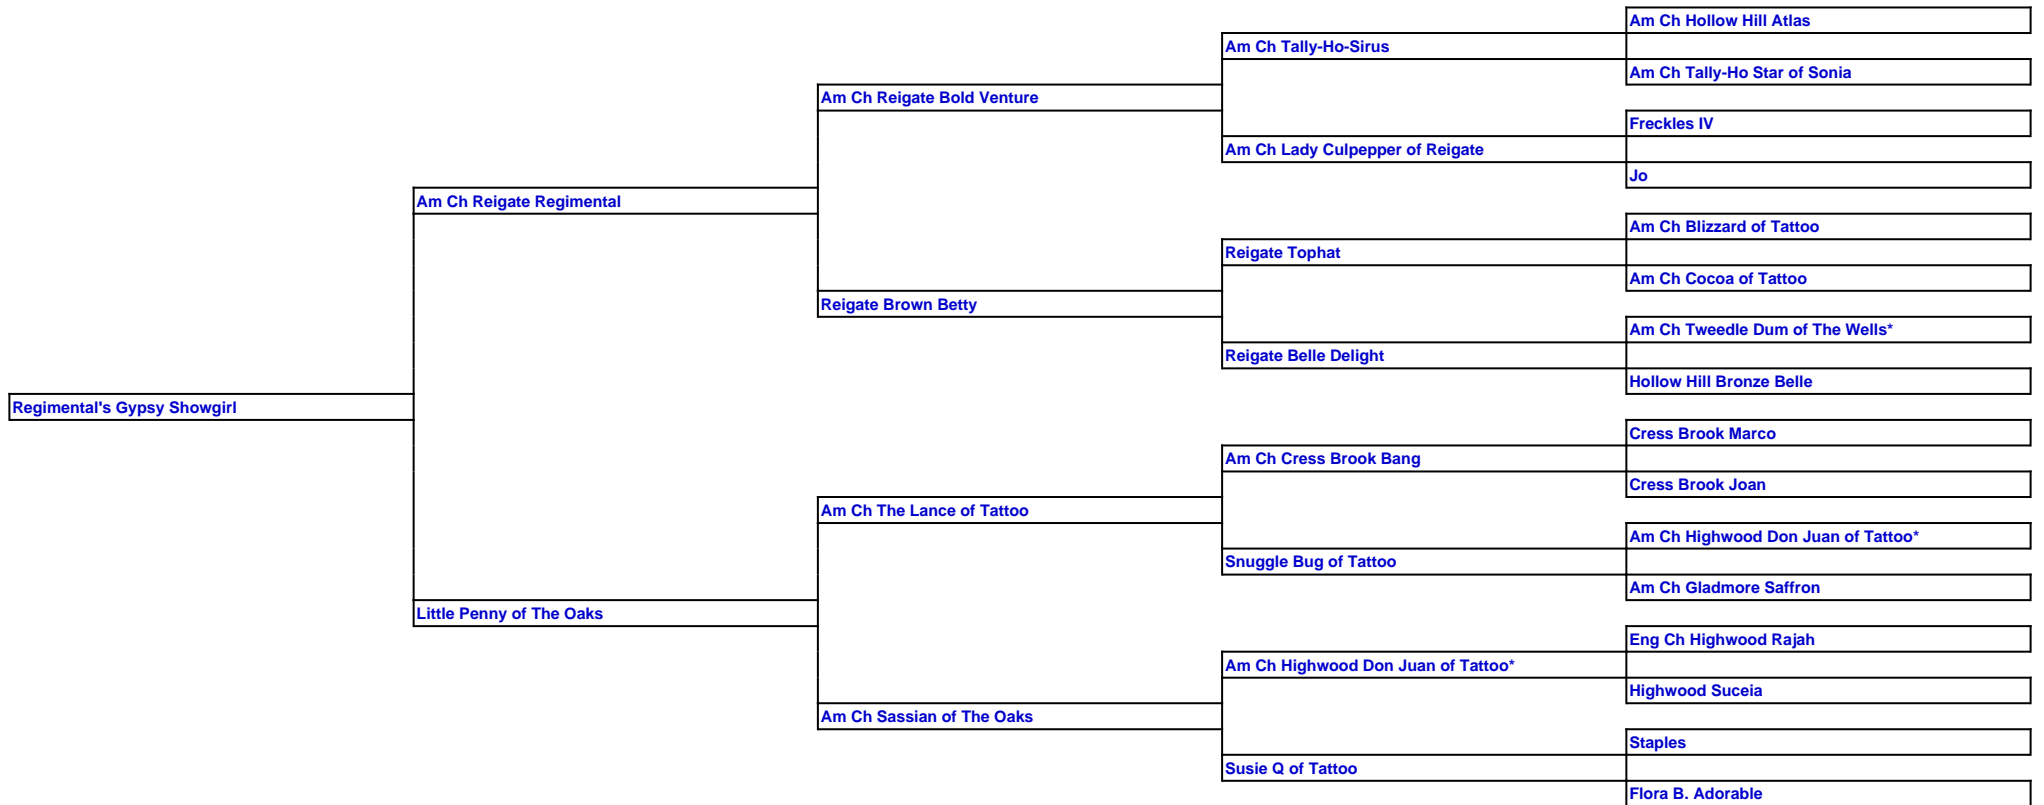 Am Ch Hollow Hill Atlas
Am Ch Tally-Ho-Sirus
Am Ch Tally-Ho Star of Sonia
Am Ch Reigate Bold Venture
Freckles IV
Am Ch Lady Culpepper of Reigate
Jo
Am Ch Reigate Regimental
Am Ch Blizzard of Tattoo
Reigate Tophat
Am Ch Cocoa of Tattoo
Reigate Brown Betty
Am Ch Tweedle Dum of The Wells*
Reigate Belle Delight
Hollow Hill Bronze Belle
Regimental's Gypsy Showgirl
Cress Brook Marco
Am Ch Cress Brook Bang
Cress Brook Joan
Am Ch The Lance of Tattoo
Am Ch Highwood Don Juan of Tattoo*
Snuggle Bug of Tattoo
Am Ch Gladmore Saffron
Little Penny of The Oaks
Eng Ch Highwood Rajah
Am Ch Highwood Don Juan of Tattoo*
Highwood Suceia
Am Ch Sassian of The Oaks
Staples
Susie Q of Tattoo
Flora B. Adorable